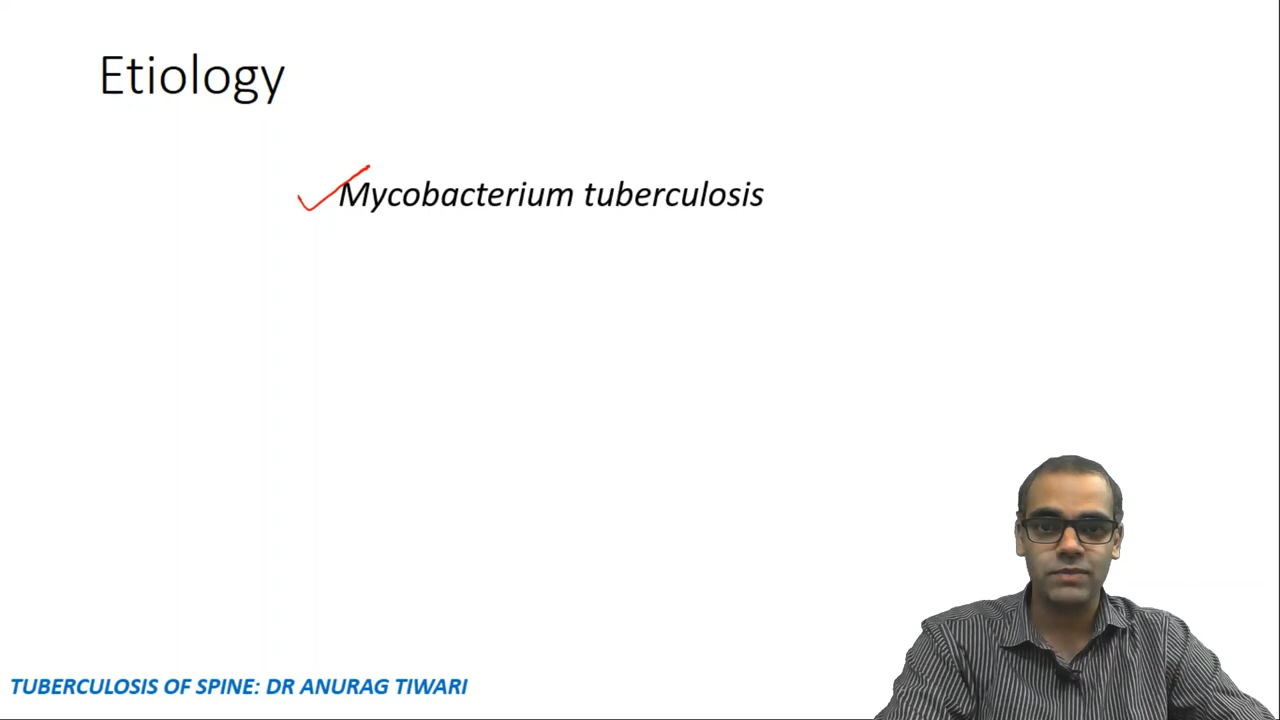 Etiology
Mycobacterium tuberculosis
TUBERCULOSIS OF SPINE: DR ANURAG TIWARI